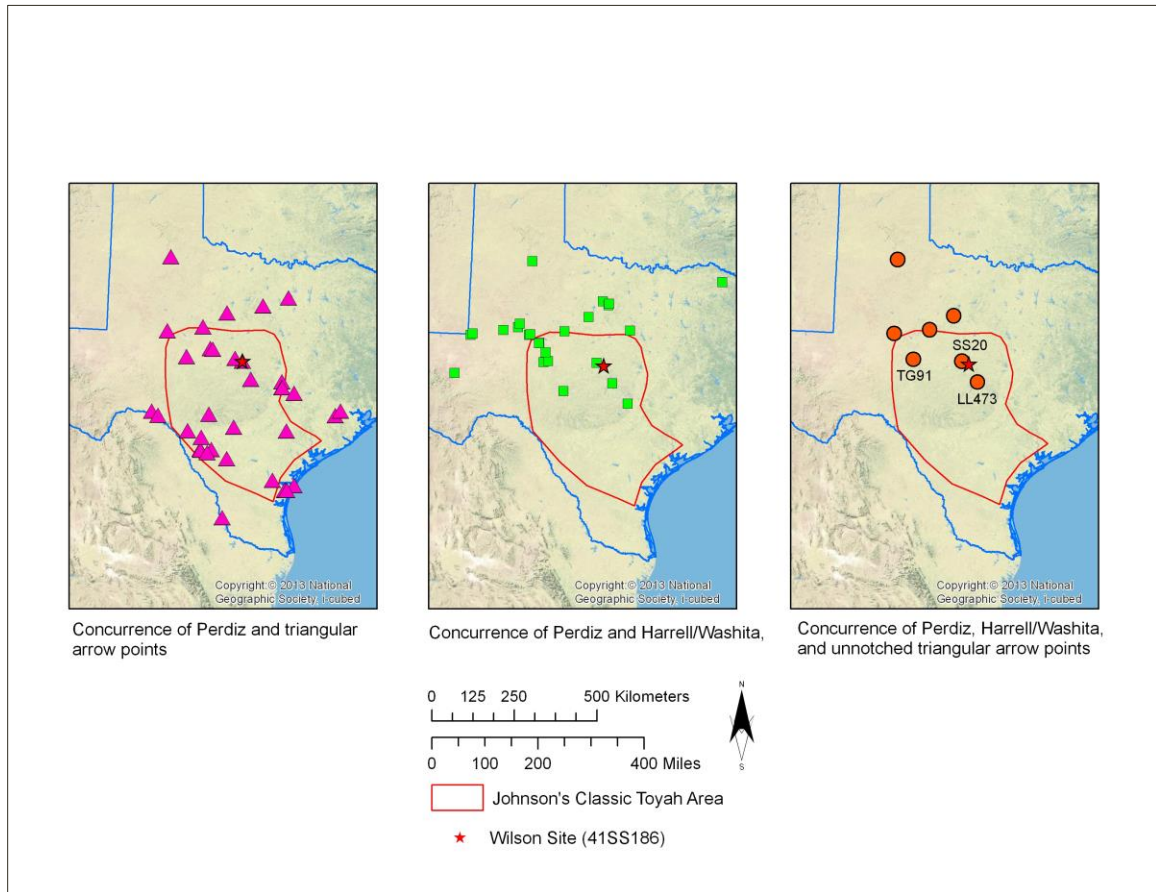 SS20
TG91
LL473
Copyright:© 2013 National
Geographic Society, i-cubed
Copyright:© 2013 National
Geographic Society, i-cubed
Copyright:© 2013 National
Geographic Society, i-cubed
Concurrence of Perdiz and triangular
arrow points
Concurrence of Perdiz and Harrell/Washita,
Concurrence of Perdiz, Harrell/Washita,
and unnotched triangular arrow points
0 125 250 500 Kilometers
0 100 200 400 Miles
N
S
Johnson's Classic Toyah Area
Wilson Site (41SS186)